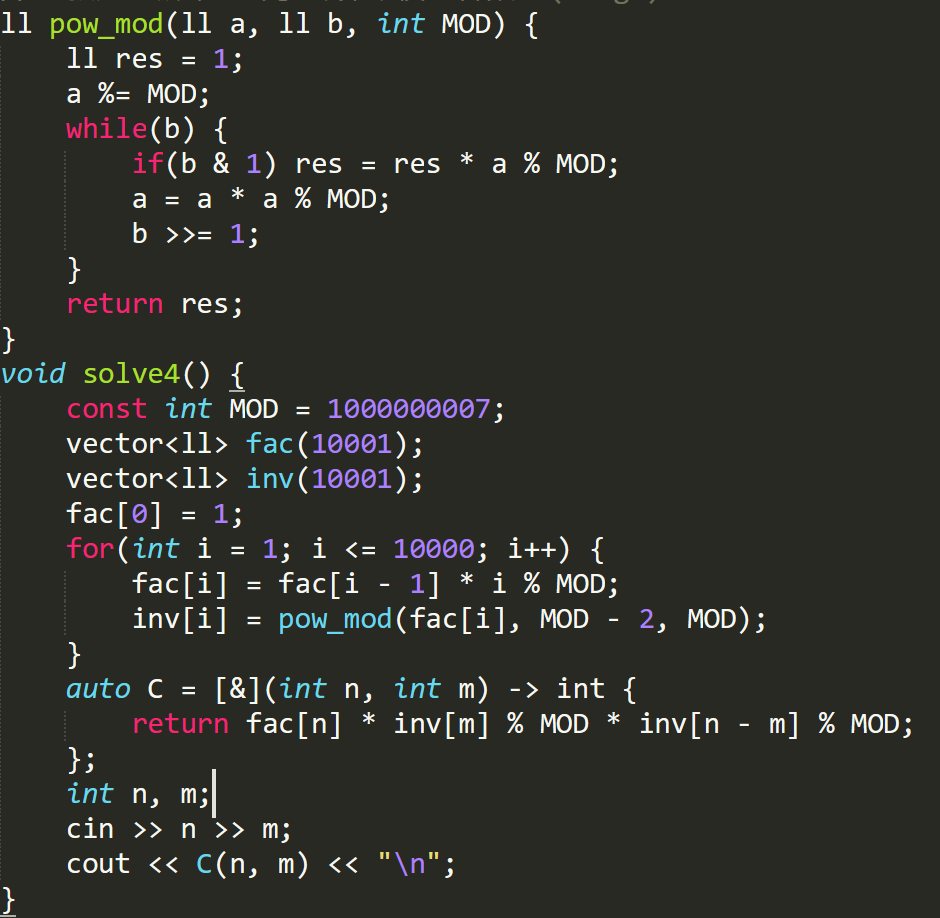 ll pow_mod(ll a, ll b, int MOD) {
    ll res = 1;
    a %= MOD;
    while(b) {
        if(b & 1) res = res * a % MOD;
        a = a * a % MOD;
        b >>= 1;
    }
    return res;
}
void solve4() {
    const int MOD = 1000000007;
    vector<ll> fac(10001);
    vector<ll> inv(10001);
    fac[0] = 1;
    for(int i = 1; i <= 10000; i++) {
        fac[i] = fac[i - 1] * i % MOD;
        inv[i] = pow_mod(fac[i], MOD - 2, MOD);
    }
    auto C = [&](int n, int m) -> int {
        return fac[n] * inv[m] % MOD * inv[n - m] % MOD;
    };
    int n, m;
    cin >> n >> m;
    cout << C(n, m) << "\n";
}